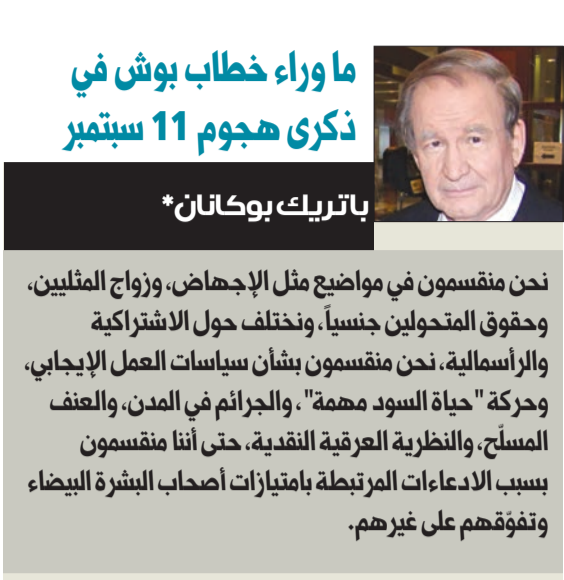 ما وراء خطاب بوش في
ذكرى هجوم 11 سبتمبر
باتريك بوكانان*
نحن منقسمون في مواضيع مثل الإجهاض، وزواج المثليين،
وحقوق المتحولين جنسياً، ونختلف حول الاشتراكية
والرأسمالية، نحن منقسمون بشأن سياسات العمل الإيجابي،
وحركة "حياة السود مهمة"، والجرائم في المدن، والعنف
المسلّح، والنظرية العرقية النقدية، حتى أننا منقسمون
بسبب الادعاءات المرتبطة بامتيازات أصحاب البشرة البيضاء
وتفوّقهم على غيرهم.